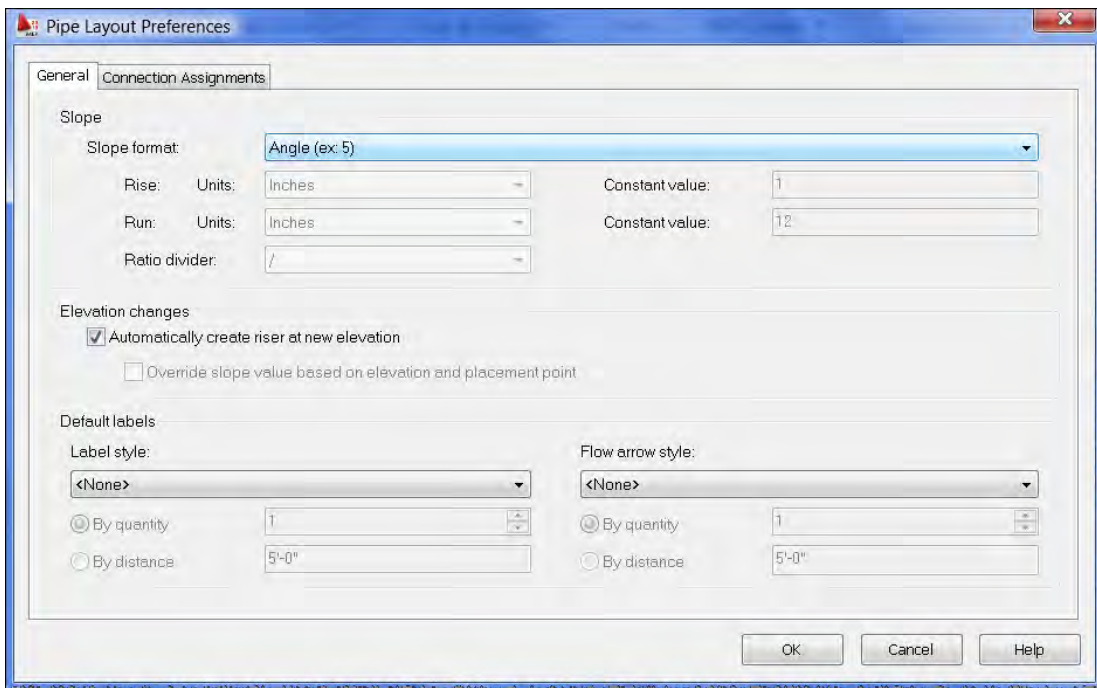 Pipe Layout Preferences
General Connection Assignments
Slope
Slope format: Angle (ex: 5)
Rise: Units: Inches Constant value: 1
Run: Units: Inches Constant value: 12
Ratio divider: /
Elevation changes
Automatically create riser at new elevation
Override slope value based on elevation and placement point
Default labels
Label style: Flow arrow style:
<None> <None>
By quantity 1 By quantity 1
By distance 5'-0" By distance 5'-0"
OK Cancel Help